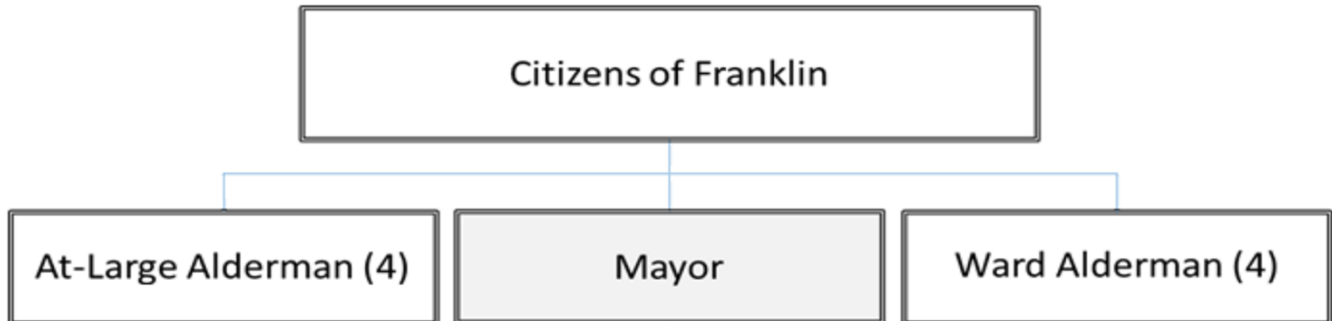 Citizens of Franklin
At-Large Alderman (4)
Mayor
Ward Alderman (4)